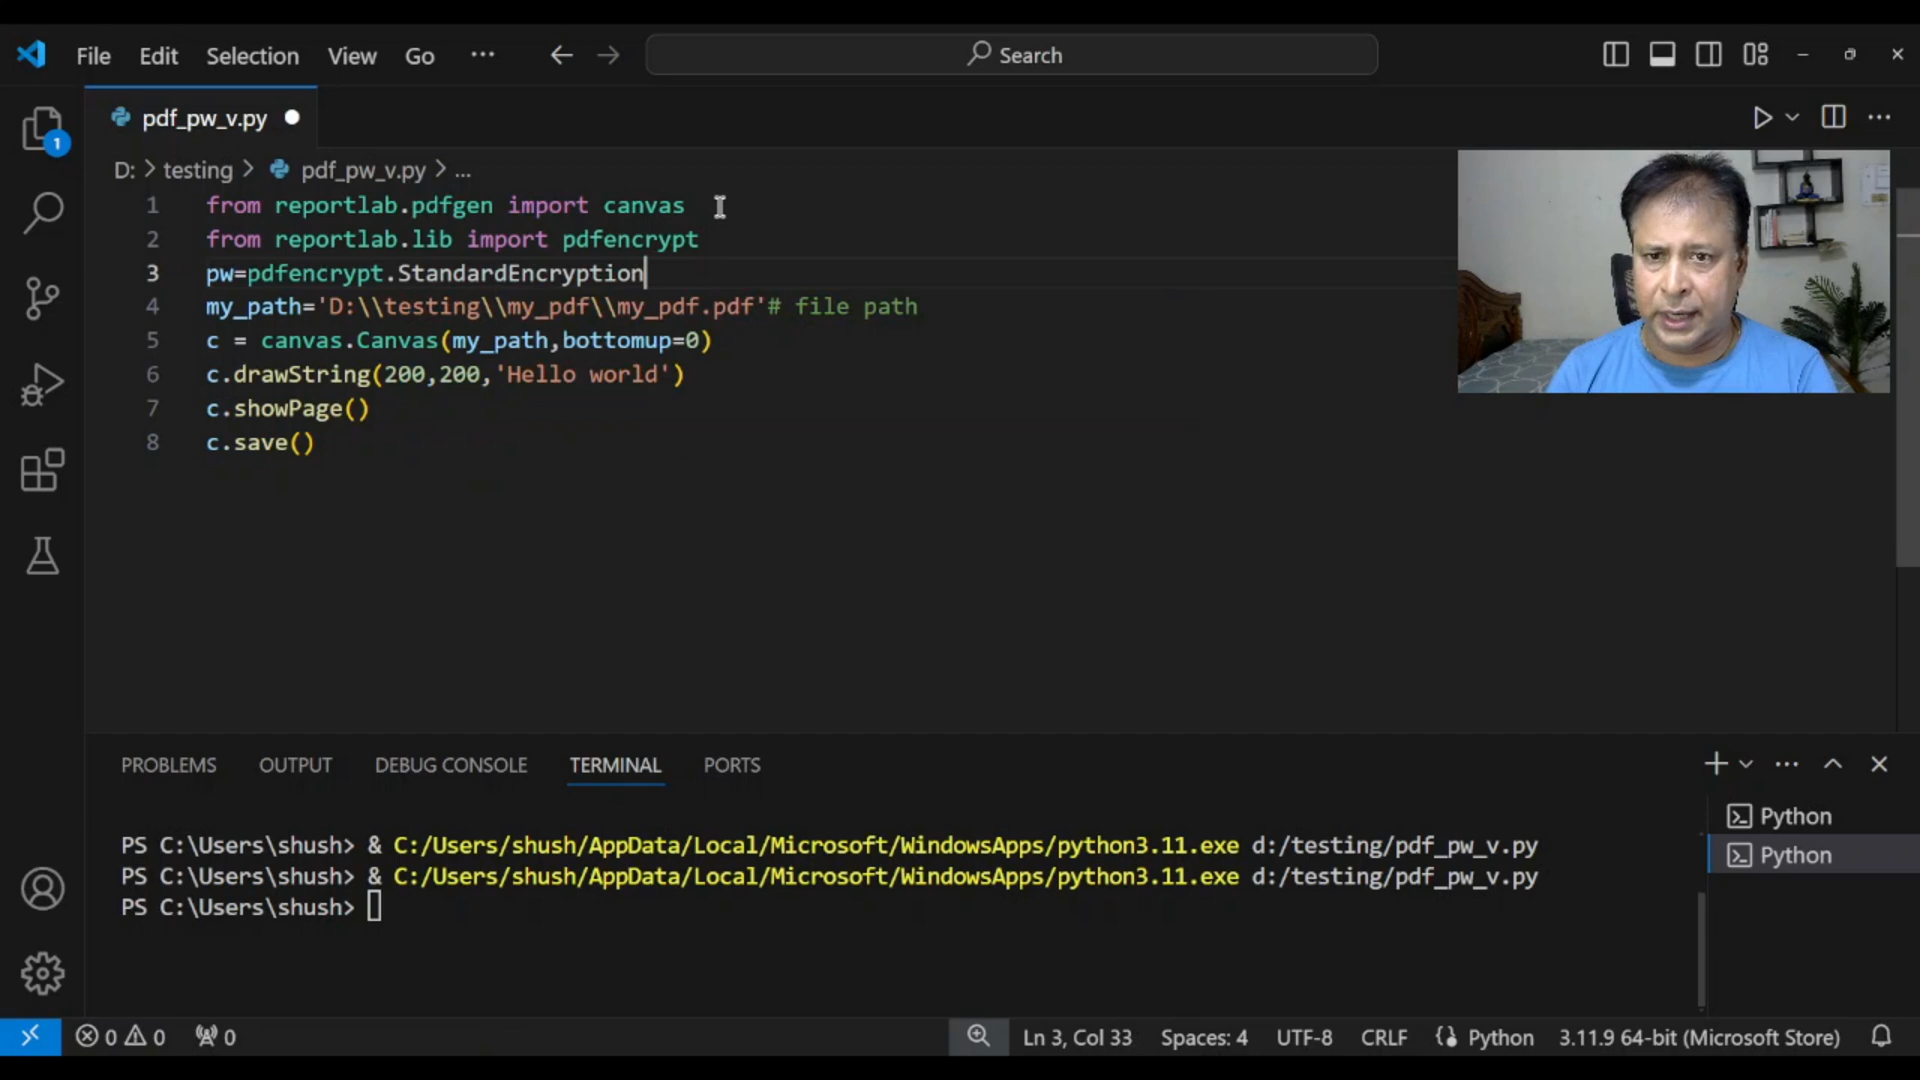 File Edit Selection View Go ... Search
pdf_pw_v.py
1
D: > testing > pdf_pw_v.py > ...
1 from reportlab.pdfgen import canvas
2 from reportlab.lib import pdfencrypt
3 pw=pdfencrypt.StandardEncryption
4 my_path='D:\\testing\\my_pdf\\my_pdf.pdf'# file path
5 c = canvas.Canvas(my_path,bottomup=0)
6 c.drawString(200,200,'Hello world')
7 c.showPage()
8 c.save()
PROBLEMS OUTPUT DEBUG CONSOLE TERMINAL PORTS
PS C:\Users\shush> & C:/Users/shush/AppData/Local/Microsoft/WindowsApps/python3.11.exe d:/testing/pdf_pw_v.py
PS C:\Users\shush> & C:/Users/shush/AppData/Local/Microsoft/WindowsApps/python3.11.exe d:/testing/pdf_pw_v.py
PS C:\Users\shush>
Python
Python
0 0 0 Ln 3, Col 33 Spaces: 4 UTF-8 CRLF Python 3.11.9 64-bit (Microsoft Store)